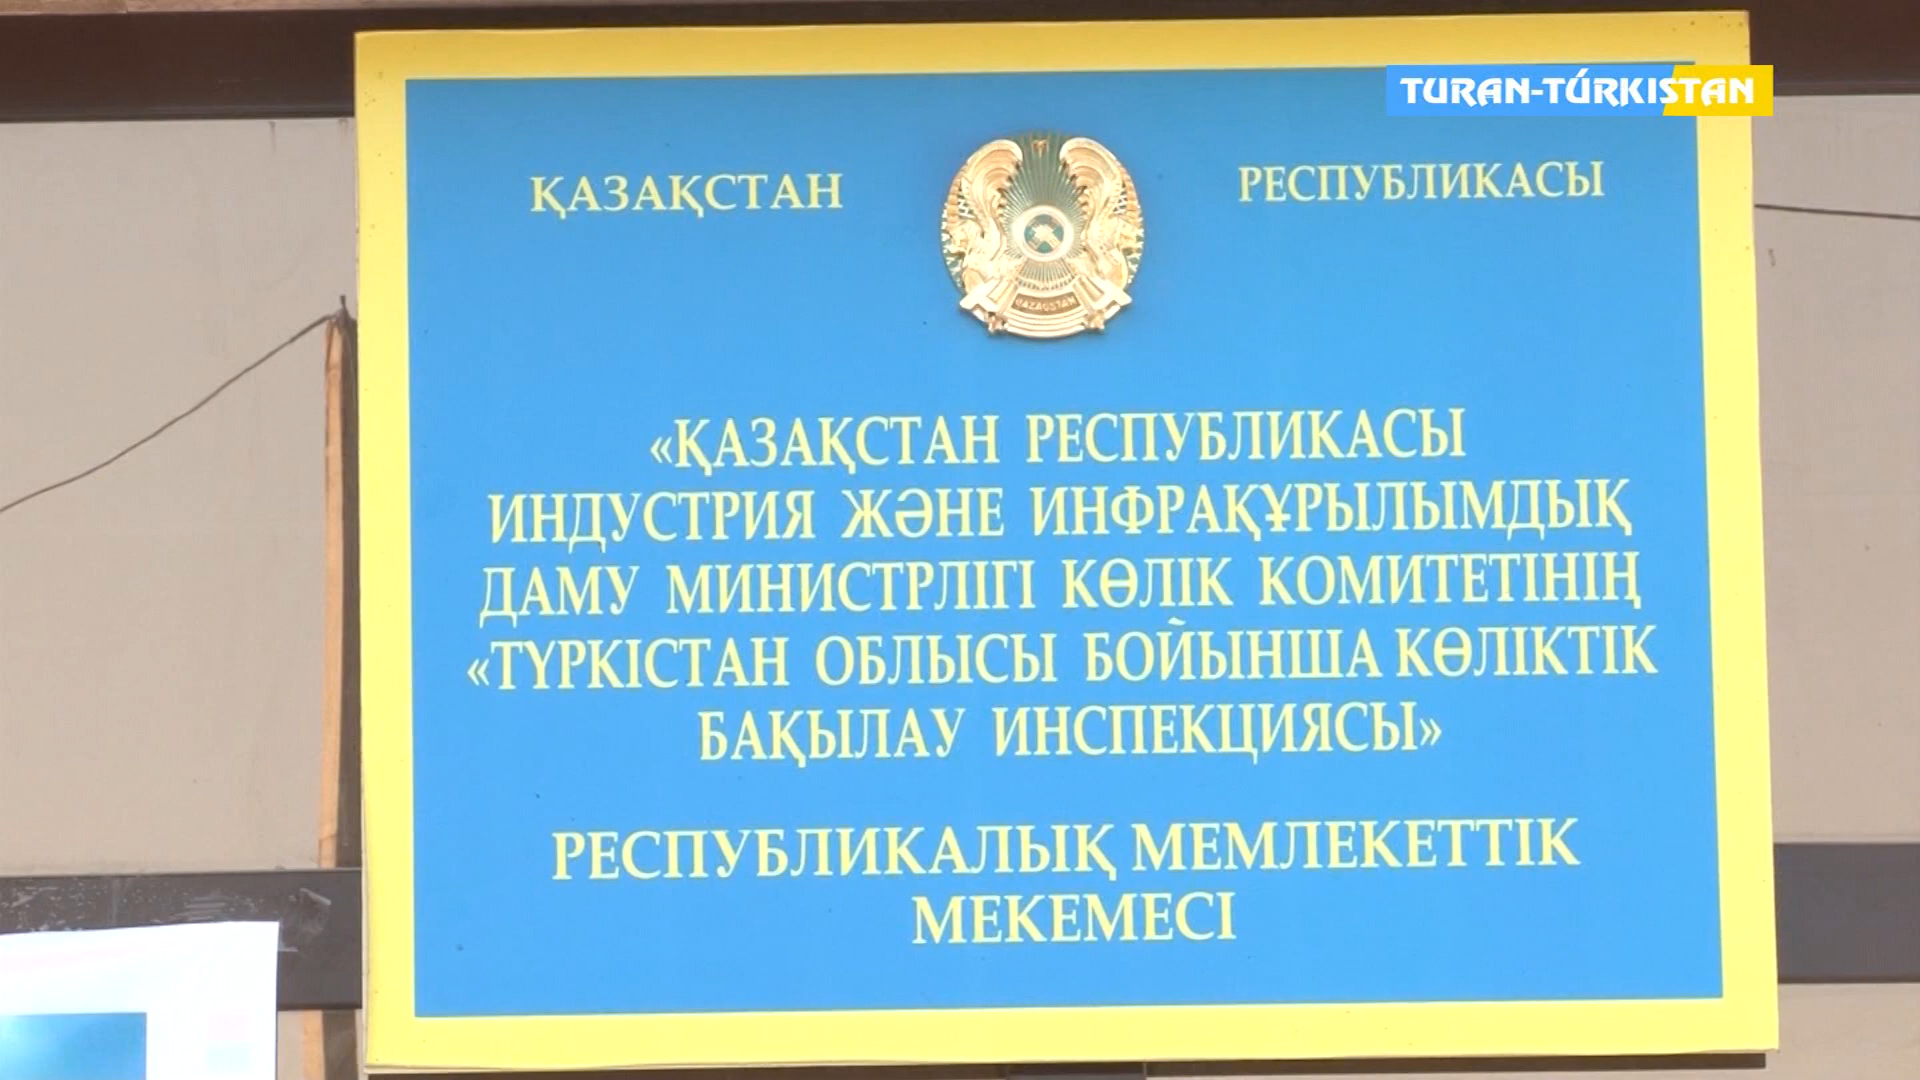 TURAN-TÚRKISTAN
ҚАЗАҚСТАН РЕСПУБЛИКАСЫ
QAZAQSTAN
«ҚАЗАҚСТАН РЕСПУБЛИКАСЫ
ИНДУСТРИЯ ЖӘНЕ ИНФРАҚҰРЫЛЫМДЫҚ
ДАМУ МИНИСТРЛІГІ КӨЛІК КОМИТЕТІНІҢ
«ТҮРКІСТАН ОБЛЫСЫ БОЙЫНША КӨЛІКТІК
БАҚЫЛАУ ИНСПЕКЦИЯСЫ»
РЕСПУБЛИКАЛЫҚ МЕМЛЕКЕТТІК
МЕКЕМЕСІ